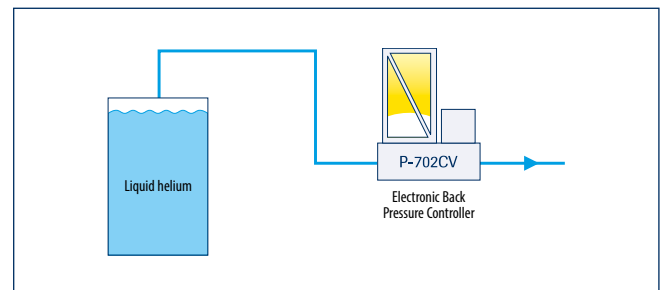 Liquid helium
P-702CV
Electronic Back
Pressure Controller